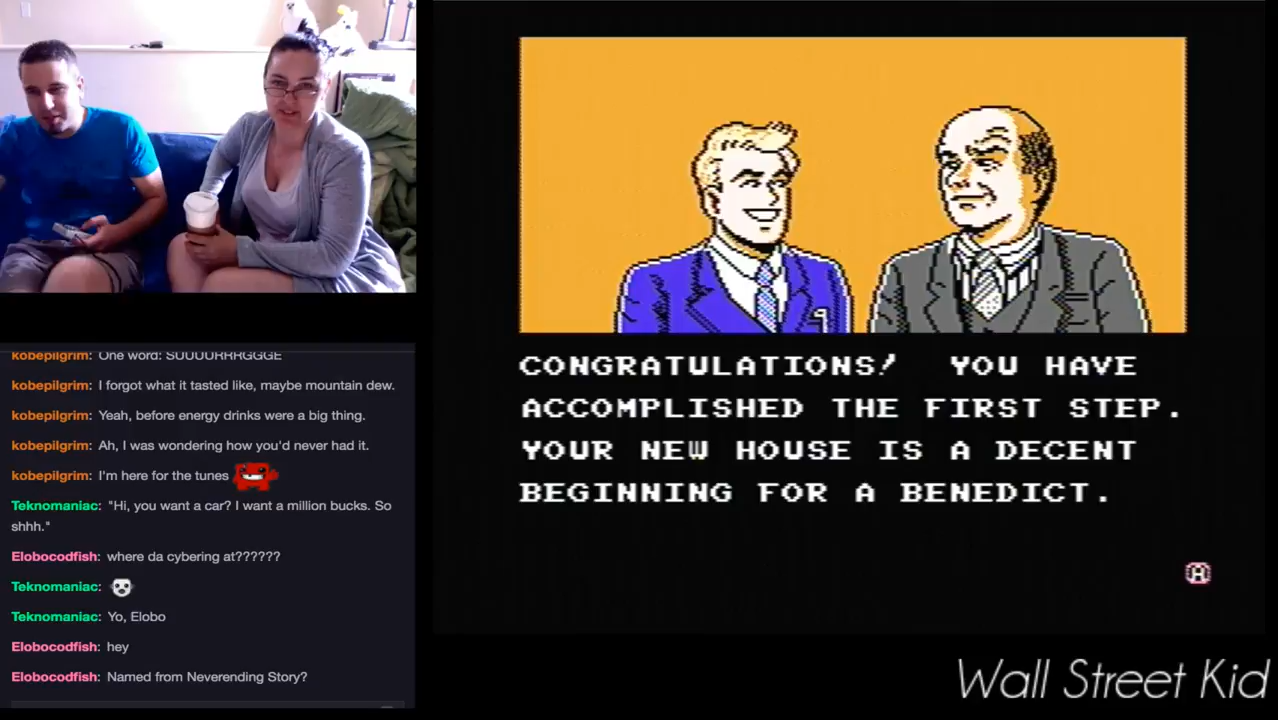 kobepilgrim: One word: SUUUURRRGGGE
kobepilgrim: I forgot what it tasted like, maybe mountain dew.
kobepilgrim: Yeah, before energy drinks were a big thing.
kobepilgrim: Ah, I was wondering how you'd never had it.
kobepilgrim: I'm here for the tunes
Teknomaniac: "Hi, you want a car? I want a million bucks. So
shhh."
Elobocodfish: where da cybering at??????
Teknomaniac:
Teknomaniac: Yo, Elobo
Elobocodfish: hey
Elobocodfish: Named from Neverending Story?
CONGRATULATIONS! YOU HAVE
ACCOMPLISHED THE FIRST STEP.
YOUR NEW HOUSE IS A DECENT
BEGINNING FOR A BENEDICT.
A
Wall Street Kid